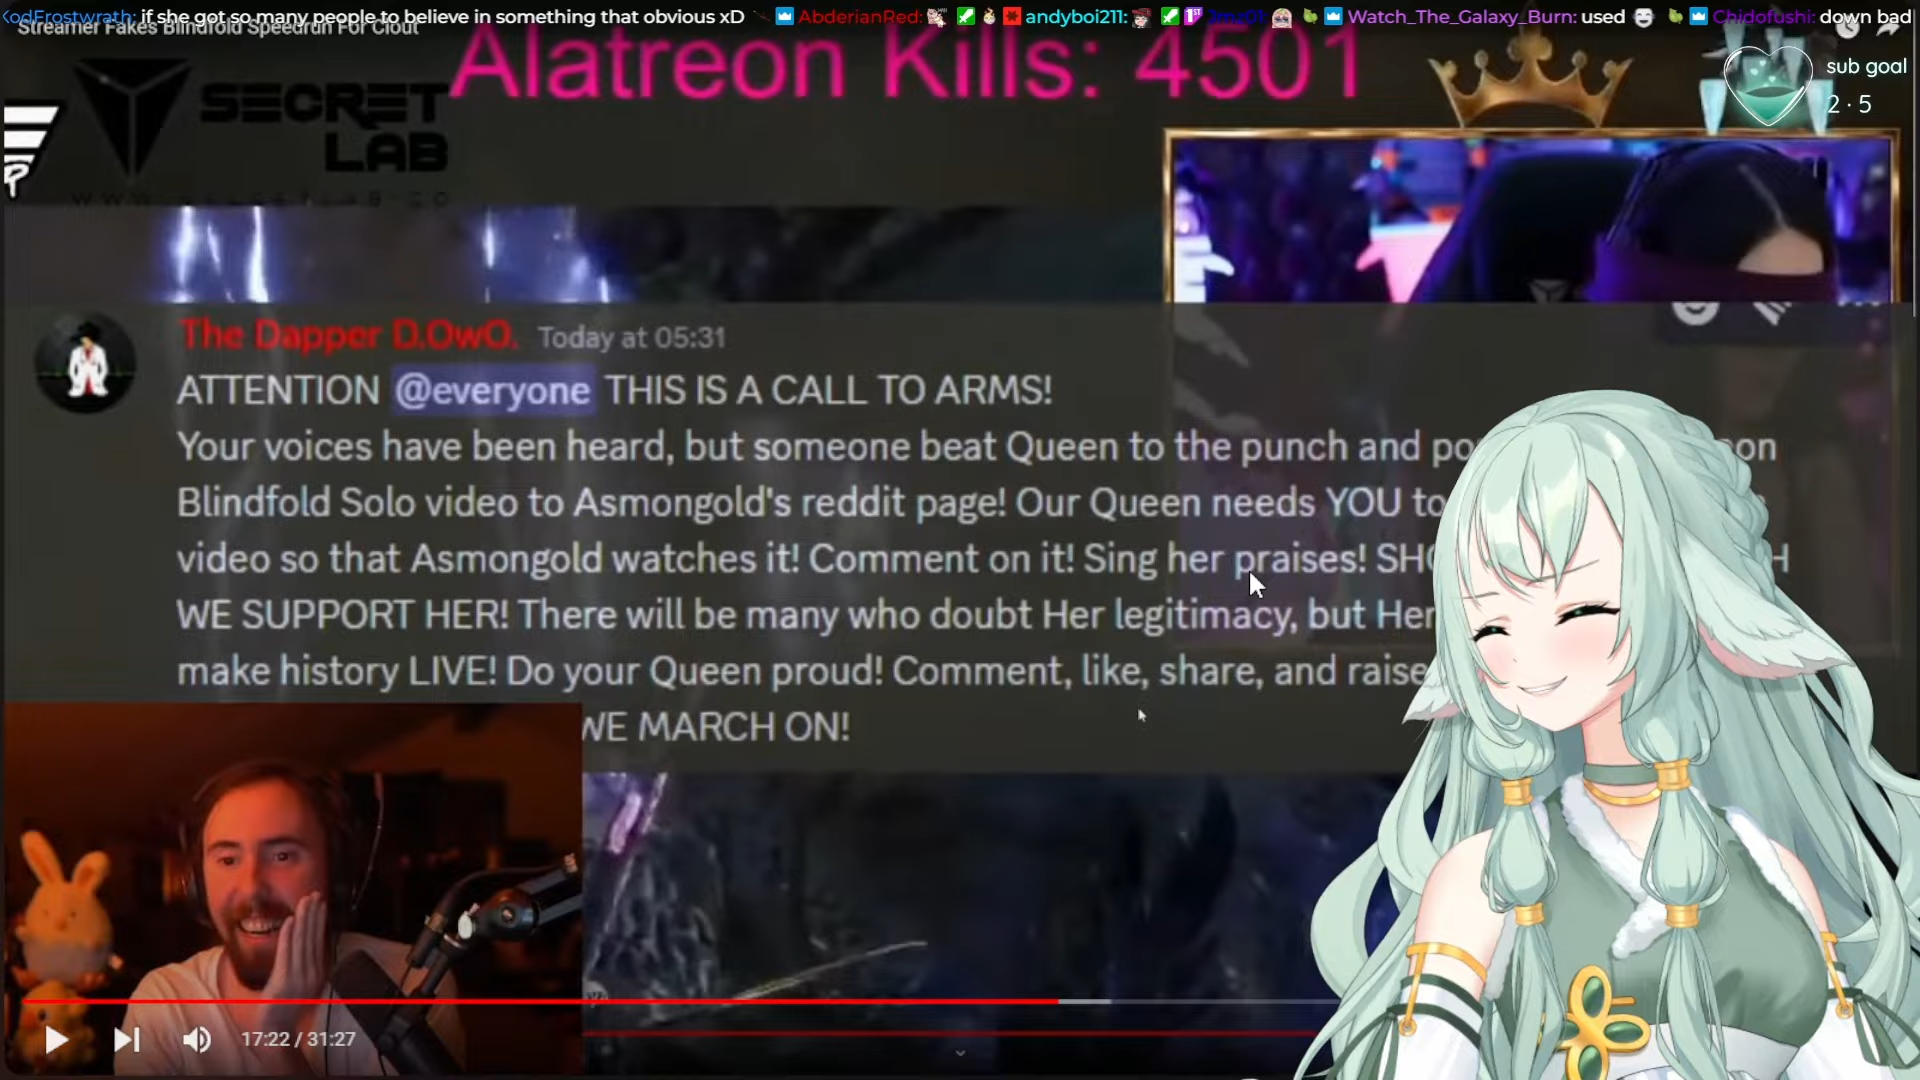 odFrostwrath: if she got so many people to believe in something that obvious xD AbderianRed: andyboi211: Jmz01 Watch_The_Galaxy_Burn: used Chidofushi: down bad
Streamer Fakes Blindfold Speedrun For Clout
Alatreon Kills: 4501
sub goal
2 · 5
SECRET
LAB
The Dapper D.OwO. Today at 05:31
ATTENTION @everyone THIS IS A CALL TO ARMS!
Your voices have been heard, but someone beat Queen to the punch and po on
Blindfold Solo video to Asmongold's reddit page! Our Queen needs YOU to
video so that Asmongold watches it! Comment on it! Sing her praises! SH H
WE SUPPORT HER! There will be many who doubt Her legitimacy, but Her
make history LIVE! Do your Queen proud! Comment, like, share, and raise
WE MARCH ON!
17:22 / 31:27